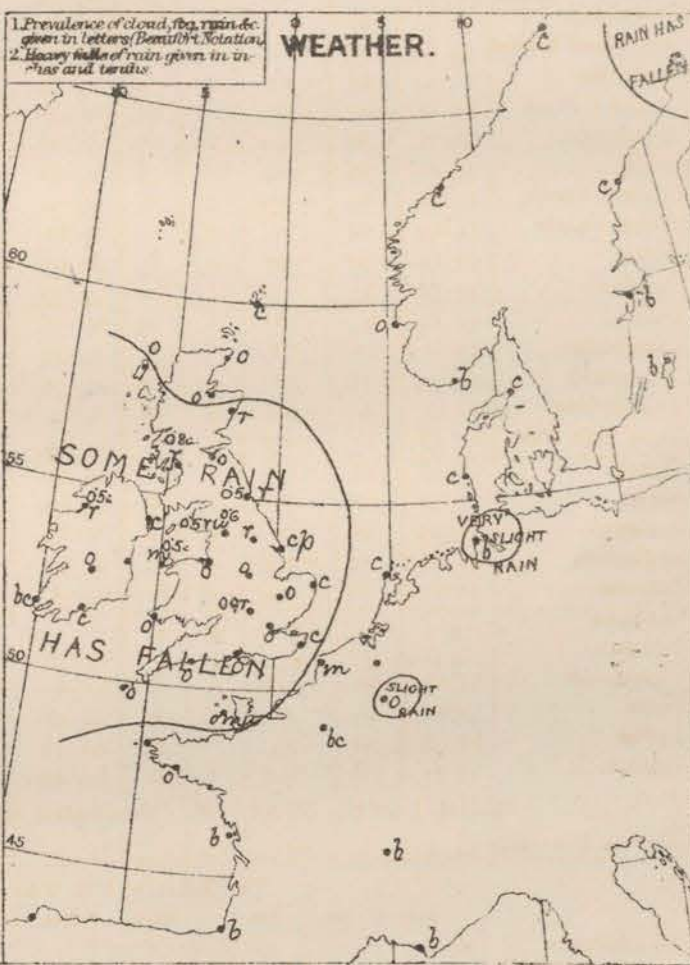 1. Prevalence of cloud, fog, rain &c.
given in letters (Beaufort Notation)
2. Heavy falls of rain given in in-
ches and tenths.
WEATHER.
RAIN HAS
FALLEN
10 5 0 5 10
c
c
c
60
c
b
o
o
o
b
b
o
c
r
55
SOME RAIN
c
VERY
SLIGHT
b
RAIN
c
cp
o
o
o
c
o
bc
c
o
c
HAS FALLEN
50
m
o
SLIGHT
o RAIN
bc
o
b
45
b
b
b